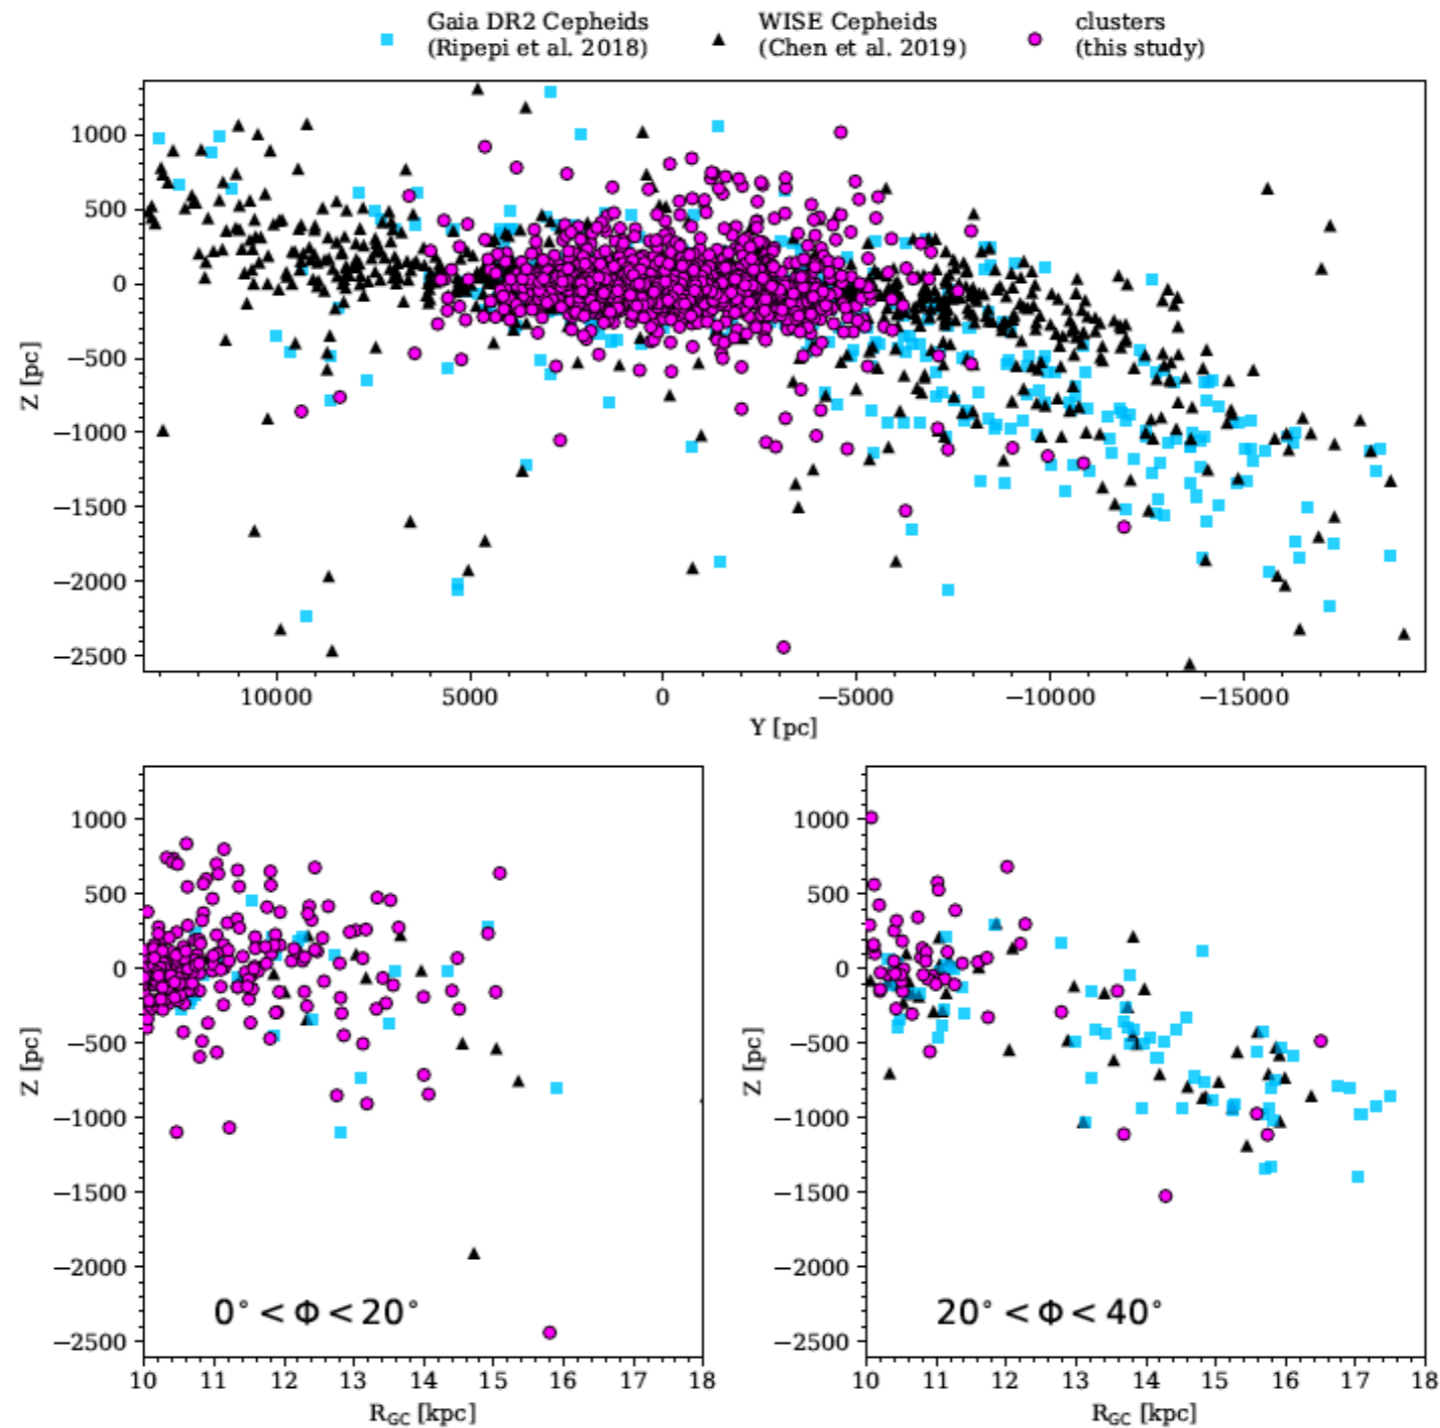 Gaia DR2 Cepheids
(Ripepi et al. 2018)
WISE Cepheids
(Chen et al. 2019)
clusters
(this study)
1000
500
0
−500
−1000
−1500
−2000
−2500
Z [pc]
10000 5000 0 −5000 −10000 −15000
Y [pc]
1000
500
0
−500
−1000
−1500
−2000
−2500
Z [pc]
0° < Φ < 20°
10 11 12 13 14 15 16 17 18
R_GC [kpc]
1000
500
0
−500
−1000
−1500
−2000
−2500
Z [pc]
20° < Φ < 40°
10 11 12 13 14 15 16 17 18
R_GC [kpc]